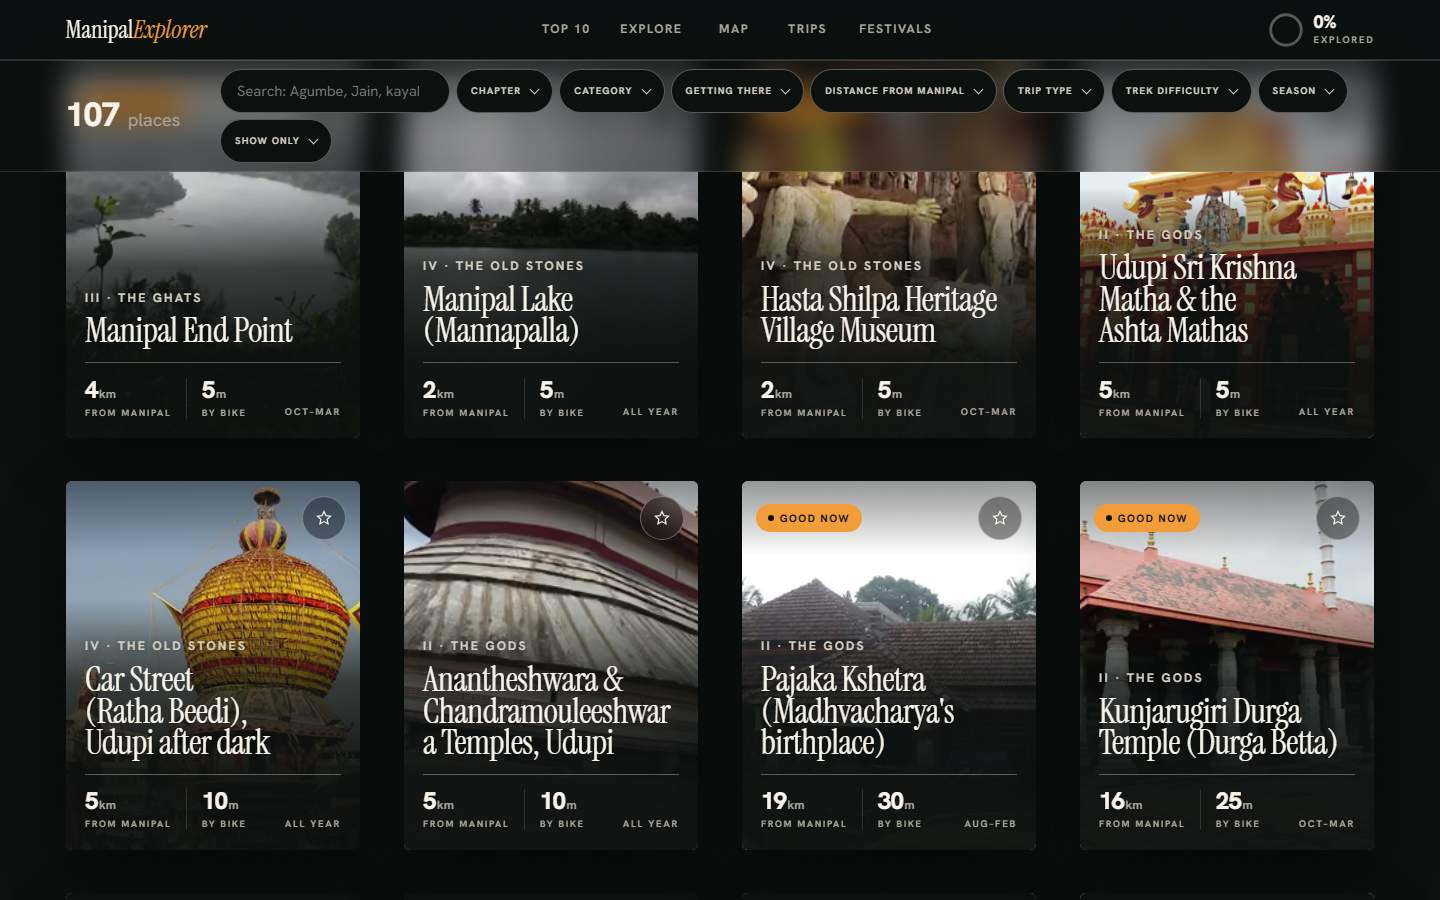 ManipalExplorer
TOP 10
EXPLORE
MAP
TRIPS
FESTIVALS
0%
EXPLORED
107 places
Search: Agumbe, Jain, kayal
CHAPTER
CATEGORY
GETTING THERE
DISTANCE FROM MANIPAL
TRIP TYPE
TREK DIFFICULTY
SEASON
SHOW ONLY
III · THE GHATS
Manipal End Point
4km
FROM MANIPAL
5m
BY BIKE
OCT–MAR
IV · THE OLD STONES
Manipal Lake
(Mannapalla)
2km
FROM MANIPAL
5m
BY BIKE
ALL YEAR
IV · THE OLD STONES
Hasta Shilpa Heritage
Village Museum
2km
FROM MANIPAL
5m
BY BIKE
OCT–MAR
II · THE GODS
Udupi Sri Krishna
Matha & the
Ashta Mathas
5km
FROM MANIPAL
5m
BY BIKE
ALL YEAR
IV · THE OLD STONES
Car Street
(Ratha Beedi),
Udupi after dark
5km
FROM MANIPAL
10m
BY BIKE
ALL YEAR
II · THE GODS
Anantheshwara &
Chandramouleeshwar
a Temples, Udupi
5km
FROM MANIPAL
10m
BY BIKE
ALL YEAR
GOOD NOW
II · THE GODS
Pajaka Kshetra
(Madhvacharya's
birthplace)
19km
FROM MANIPAL
30m
BY BIKE
AUG–FEB
GOOD NOW
II · THE GODS
Kunjarugiri Durga
Temple (Durga Betta)
16km
FROM MANIPAL
25m
BY BIKE
OCT–MAR